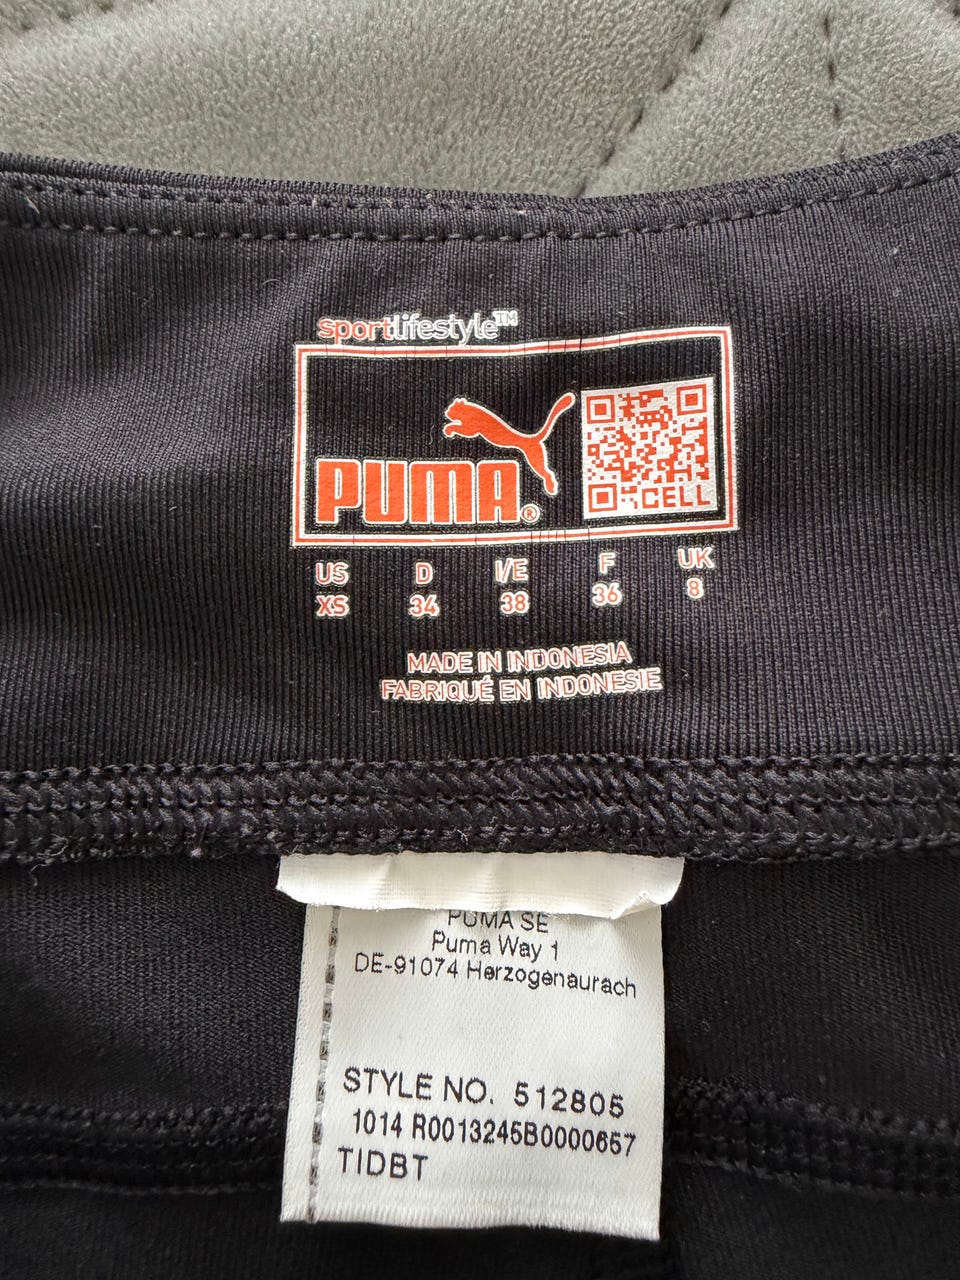 sportlifestyle™
PUMA®
CELL
US D I/E F UK
XS 34 38 36 8
MADE IN INDONESIA
FABRIQUÉ EN INDONESIE
PUMA SE
Puma Way 1
DE-91074 Herzogenaurach
STYLE NO. 512805
1014 R0013245B0000657
TIDBT